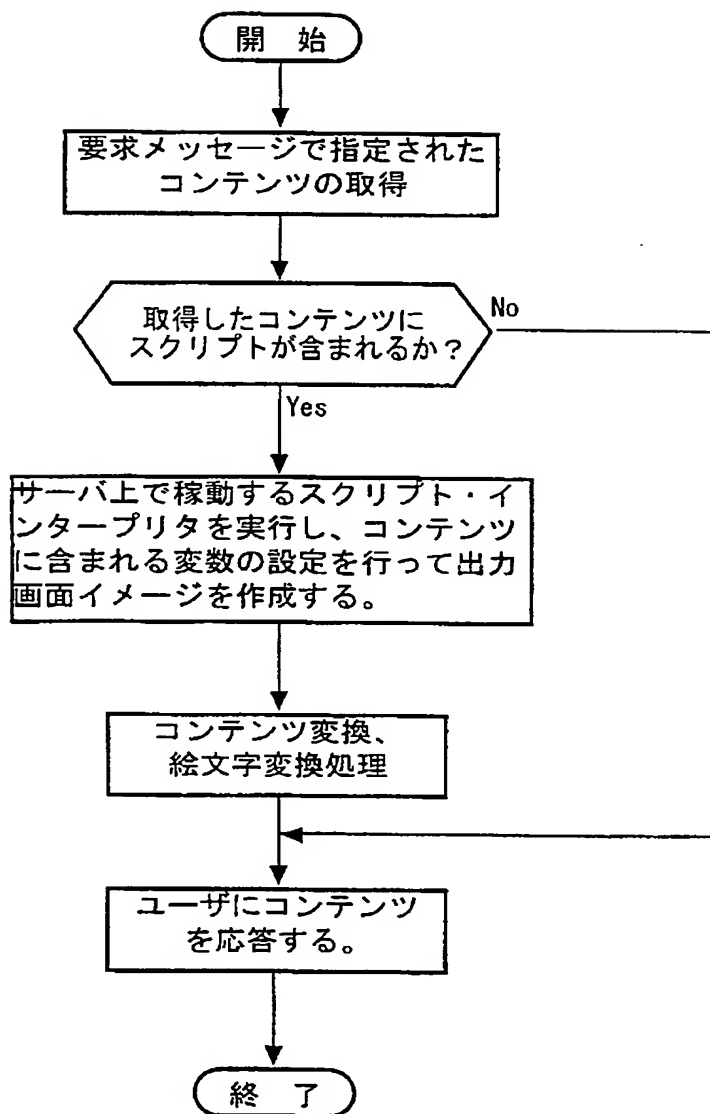 開 始
要求メッセージで指定された
コンテンツの取得
取得したコンテンツに
スクリプトが含まれるか?
No
Yes
サーバ上で稼動するスクリプト・イ
ンタープリタを実行し、コンテンツ
に含まれる変数の設定を行って出力
画面イメージを作成する。
コンテンツ変換、
絵文字変換処理
ユーザにコンテンツ
を応答する。
終 了